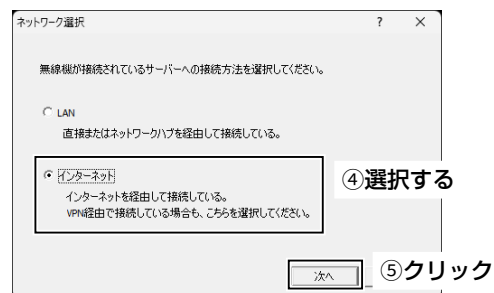 ネットワーク選択 ? ×
無線機が接続されているサーバーへの接続方法を選択してください。
LAN
直接またはネットワークハブを経由して接続している。
インターネット
インターネットを経由して接続している。
VPN経由で接続している場合も、こちらを選択してください。
④選択する
次へ
⑤クリック